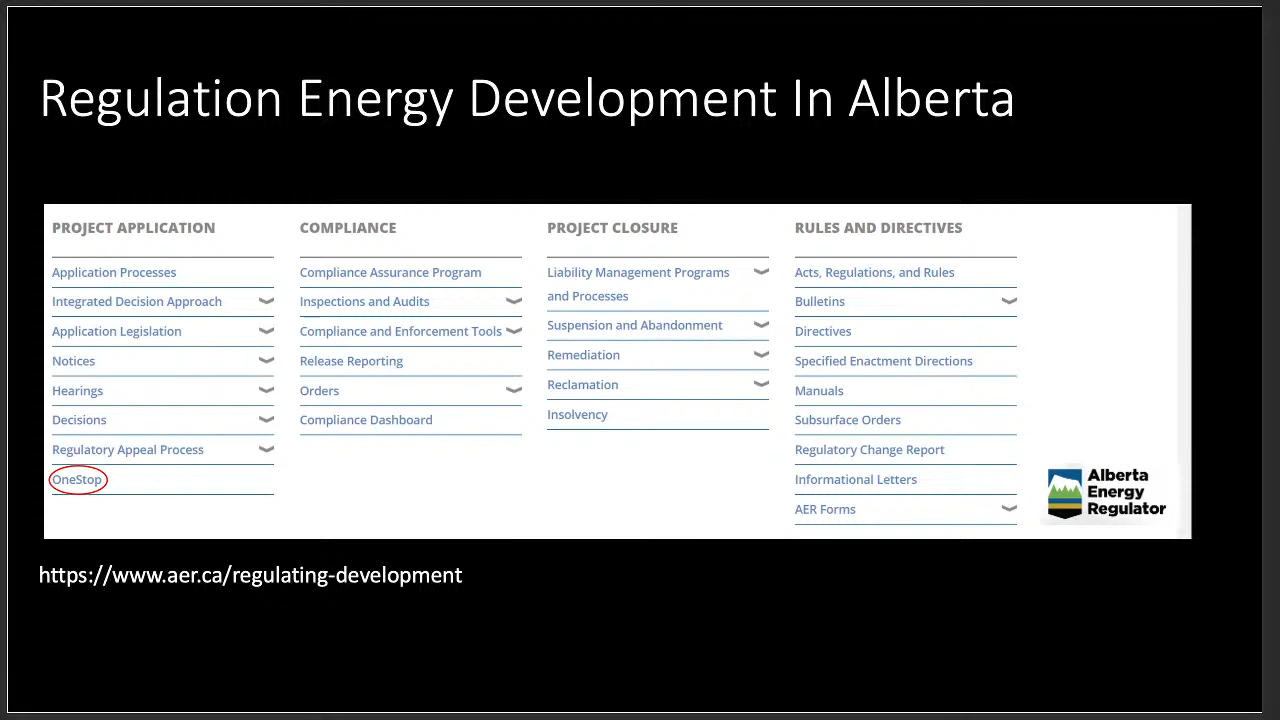 Regulation Energy Development In Alberta
PROJECT APPLICATION
Application Processes
Integrated Decision Approach
Application Legislation
Notices
Hearings
Decisions
Regulatory Appeal Process
OneStop
COMPLIANCE
Compliance Assurance Program
Inspections and Audits
Compliance and Enforcement Tools
Release Reporting
Orders
Compliance Dashboard
PROJECT CLOSURE
Liability Management Programs
and Processes
Suspension and Abandonment
Remediation
Reclamation
Insolvency
RULES AND DIRECTIVES
Acts, Regulations, and Rules
Bulletins
Directives
Specified Enactment Directions
Manuals
Subsurface Orders
Regulatory Change Report
Informational Letters
AER Forms
Alberta
Energy
Regulator
https://www.aer.ca/regulating-development